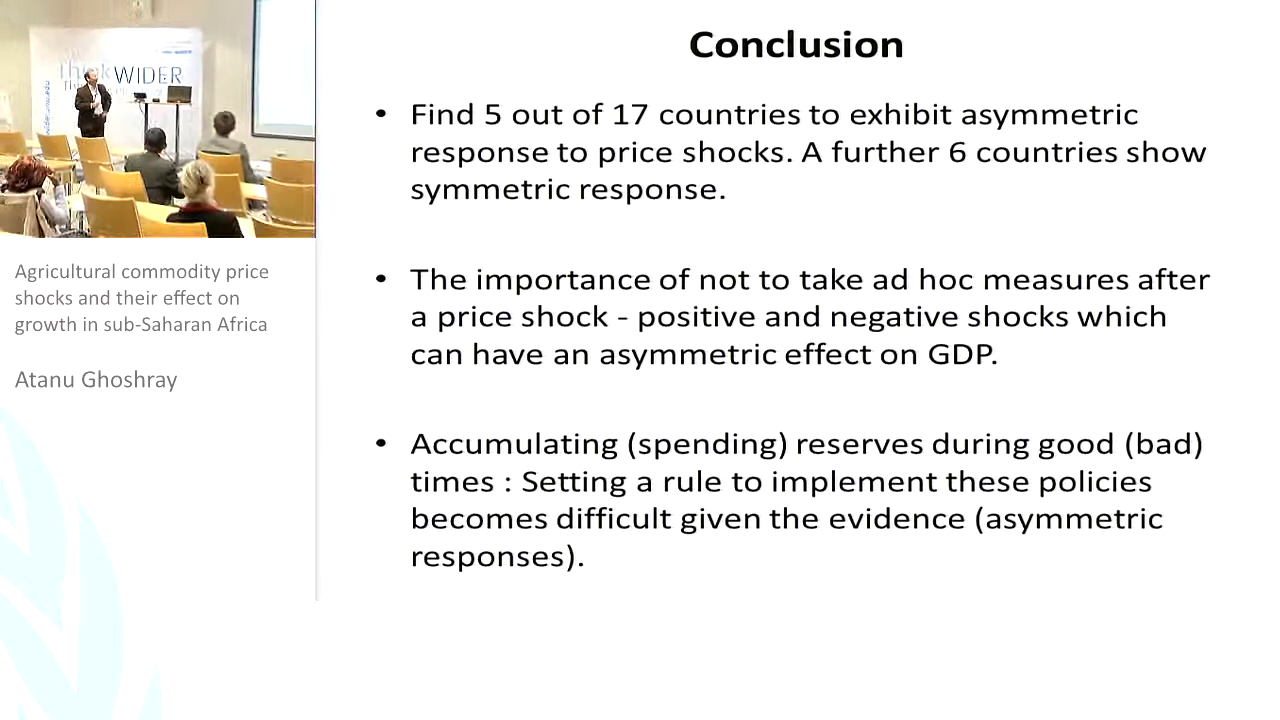 think WIDER
wider.unu.edu
Agricultural commodity price
shocks and their effect on
growth in sub-Saharan Africa
Atanu Ghoshray
Conclusion
• Find 5 out of 17 countries to exhibit asymmetric
response to price shocks. A further 6 countries show
symmetric response.
• The importance of not to take ad hoc measures after
a price shock - positive and negative shocks which
can have an asymmetric effect on GDP.
• Accumulating (spending) reserves during good (bad)
times : Setting a rule to implement these policies
becomes difficult given the evidence (asymmetric
responses).